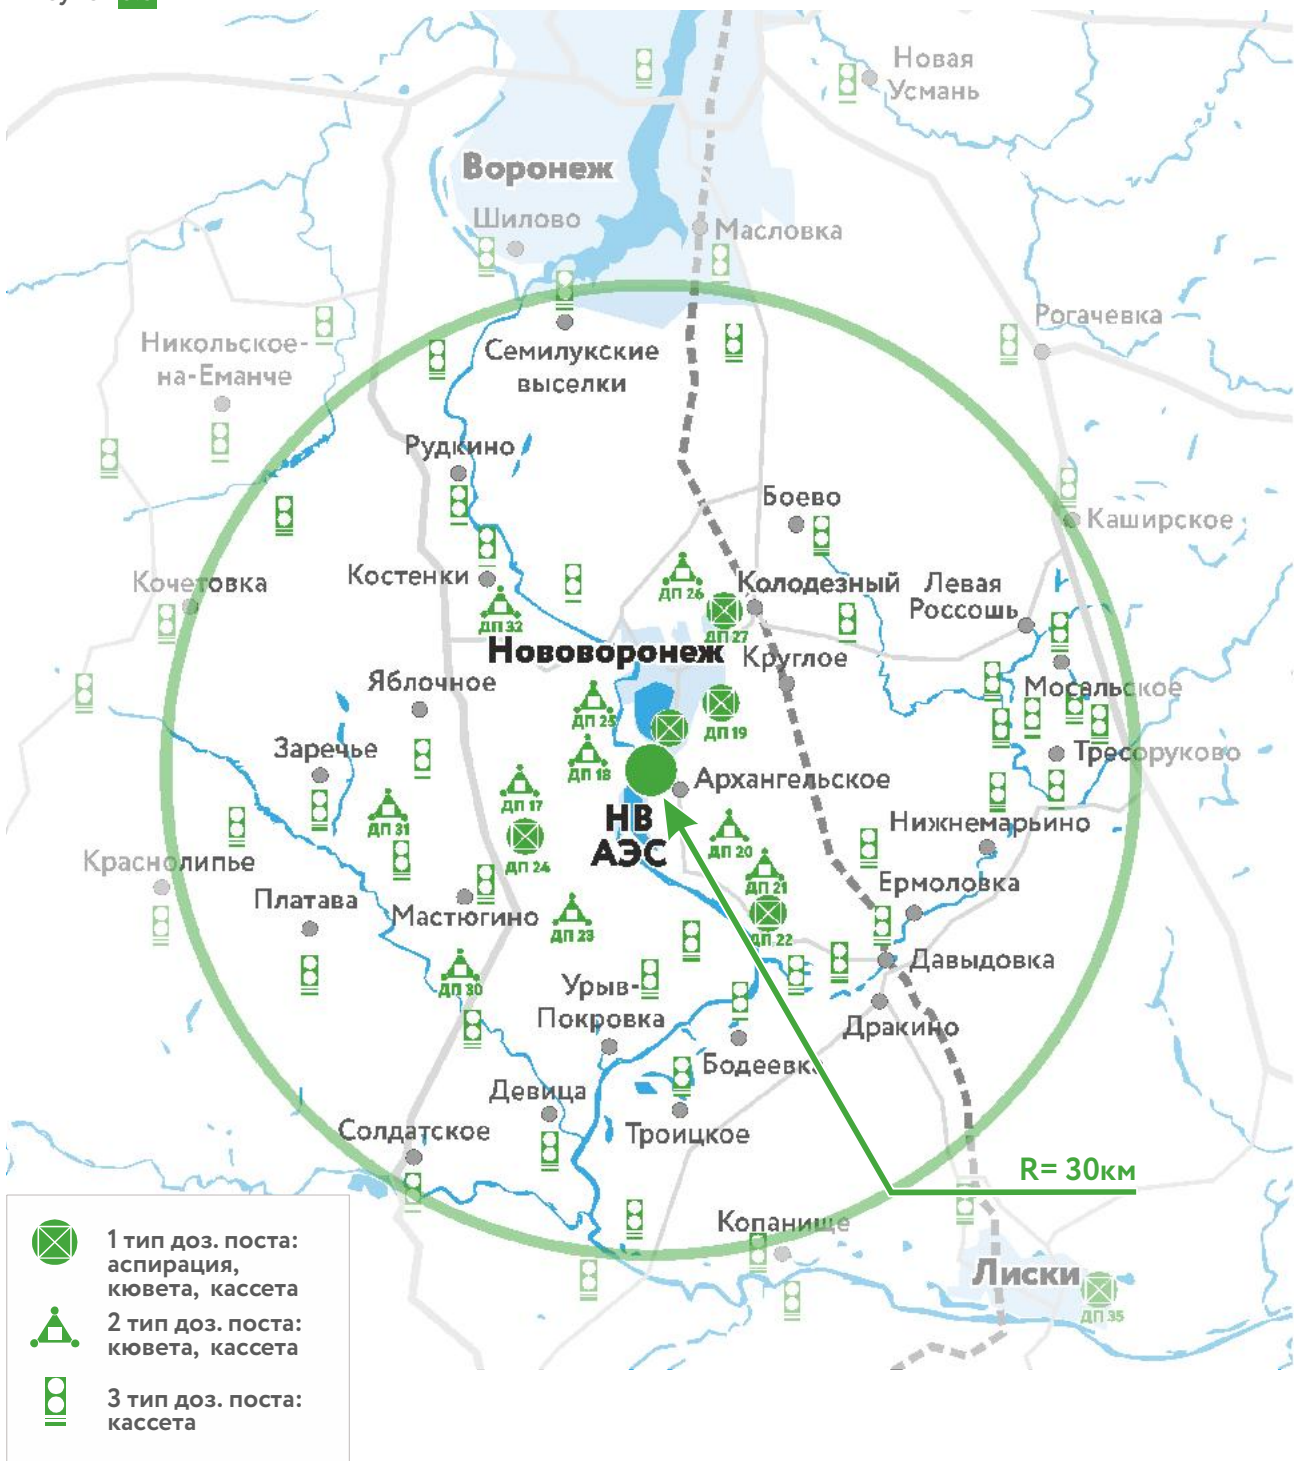 Новая
Усмань
Воронеж
Шилово
Масловка
Рогачевка
Никольское-
на-Еманче
Семилукские
выселки
Рудкино
Боево
Каширское
Кочетовка
Костенки
ДП 26
Колодезный
Левая
Россошь
ДП 32
ДП 27
Нововоронеж
Круглое
Яблочное
Мосальское
ДП 25
ДП 19
Заречье
ДП 18
Тресоруково
Архангельское
ДП 17
НВ
АЭС
Нижнемарьино
ДП 31
ДП 20
Краснолипье
ДП 24
ДП 21
Ермоловка
Платава
Мастюгино
ДП 23
ДП 22
Давыдовка
ДП 30
Урыв-
Покровка
Дракино
Бодеевка
Девица
Солдатское
Троицкое
R= 30км
Копанище
Лиски
ДП 35
1 тип доз. поста:
аспирация,
кювета, кассета
2 тип доз. поста:
кювета, кассета
3 тип доз. поста:
кассета